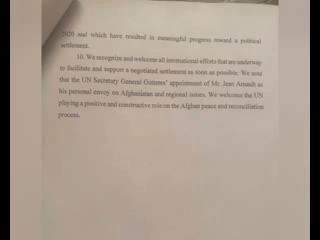 2020 and which have resulted in meaningful progress toward a political
settlement.
10. We recognize and welcome all international efforts that are underway
to facilitate and support a negotiated settlement as soon as possible. We note
that the UN Secretary General Guterres' appointment of Mr. Jean Arnault as
his personal envoy on Afghanistan and regional issues. We welcome the UN
playing a positive and constructive role on the Afghan peace and reconciliation
process.